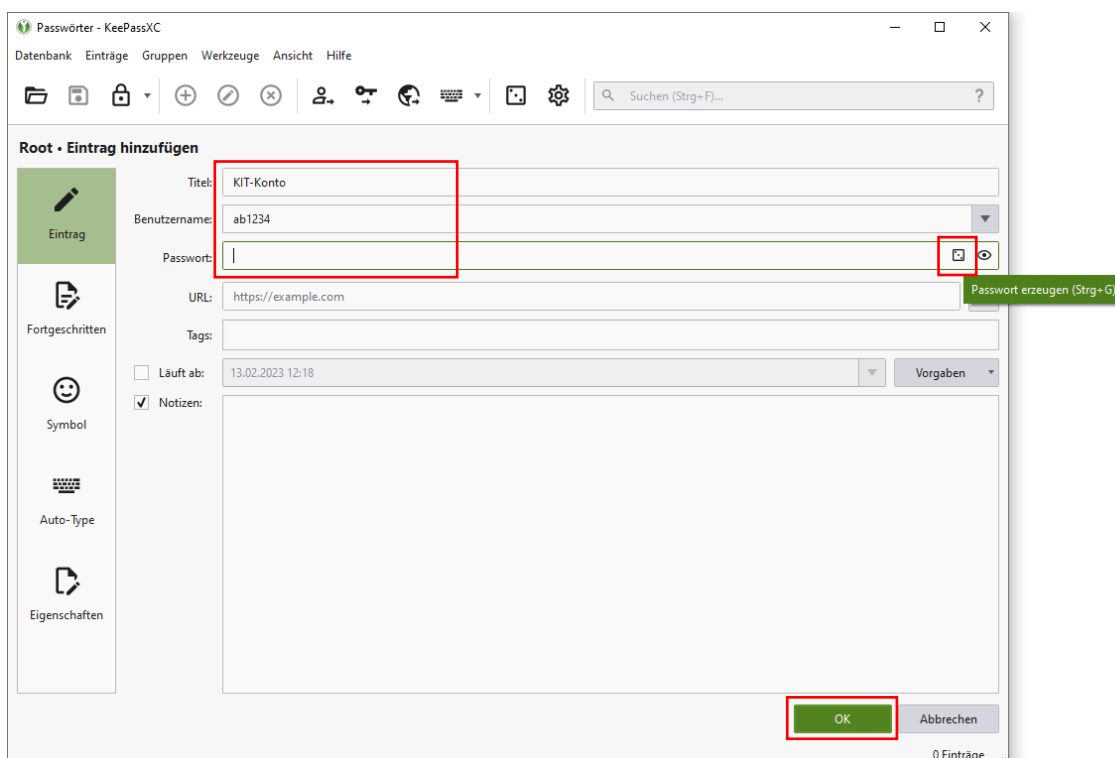 Passwörter - KeePassXC
Datenbank Einträge Gruppen Werkzeuge Ansicht Hilfe
Suchen (Strg+F)... ?
Root • Eintrag hinzufügen
Eintrag
Fortgeschritten
Symbol
Auto-Type
Eigenschaften
Titel: KIT-Konto
Benutzername: ab1234
Passwort:
Passwort erzeugen (Strg+G)
URL: https://example.com
Tags:
Läuft ab: 13.02.2023 12:18 Vorgaben
Notizen:
OK Abbrechen
0 Einträge